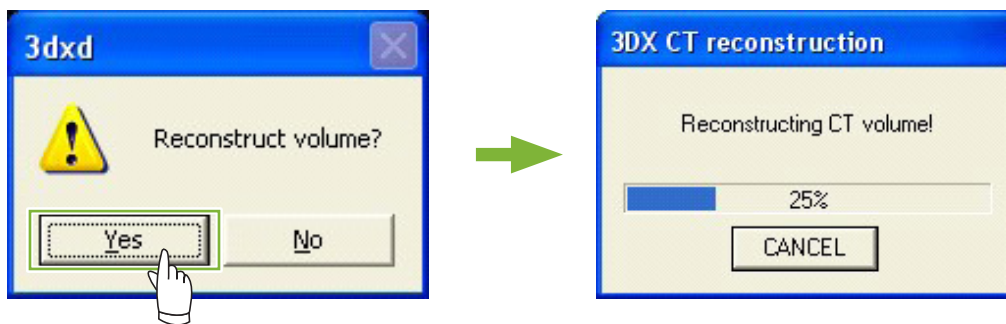 3dxd
Reconstruct volume?
Yes
No
3DX CT reconstruction
Reconstructing CT volume!
25%
CANCEL